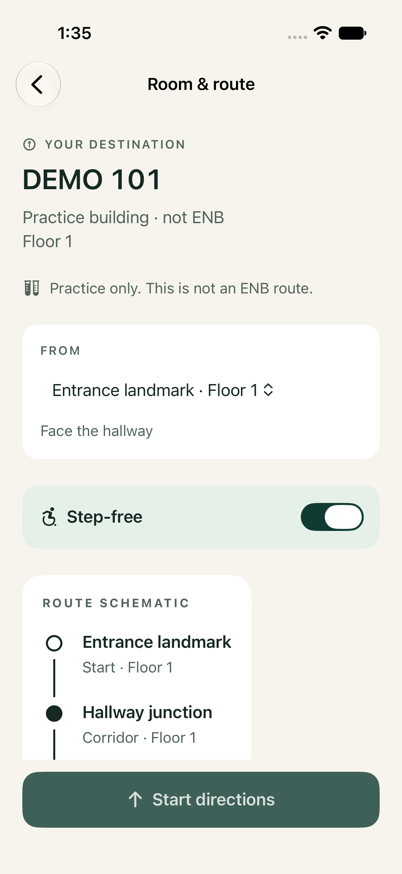 1:35
Room & route
YOUR DESTINATION
DEMO 101
Practice building · not ENB
Floor 1
Practice only. This is not an ENB route.
FROM
Entrance landmark · Floor 1
Face the hallway
Step-free
ROUTE SCHEMATIC
Entrance landmark
Start · Floor 1
Hallway junction
Corridor · Floor 1
Start directions